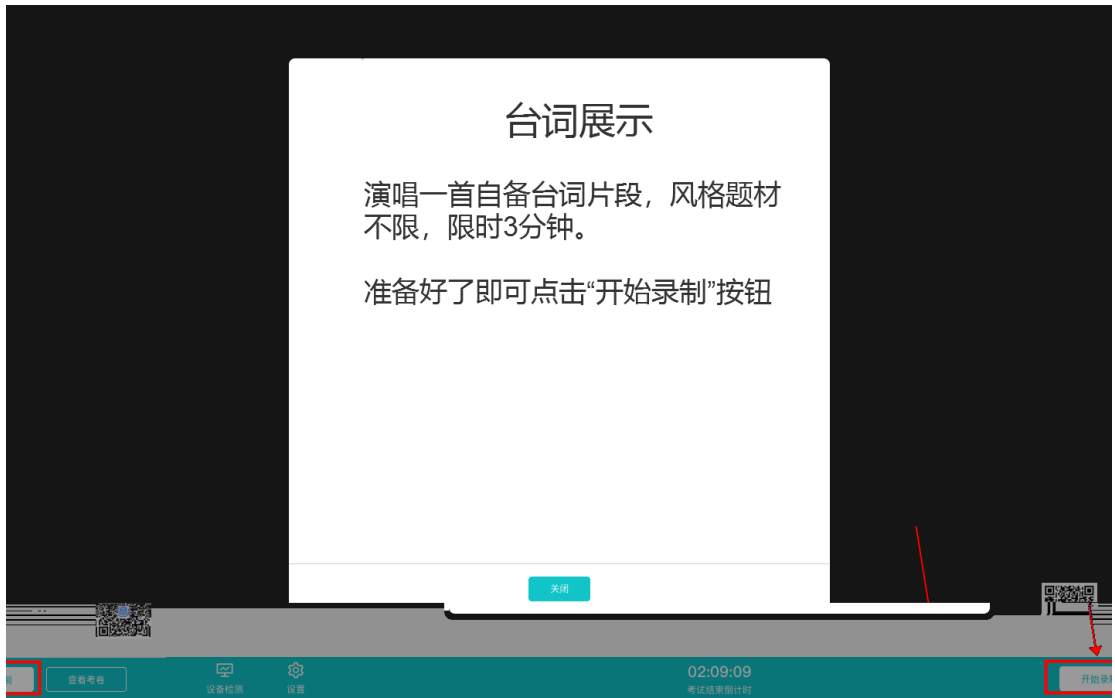 台词展示
演唱一首自备台词片段，风格题材
不限，限时3分钟。
准备好了即可点击“开始录制”按钮
关闭
查看考卷
设备检测
设置
02:09:09
考试结束倒计时
开始录